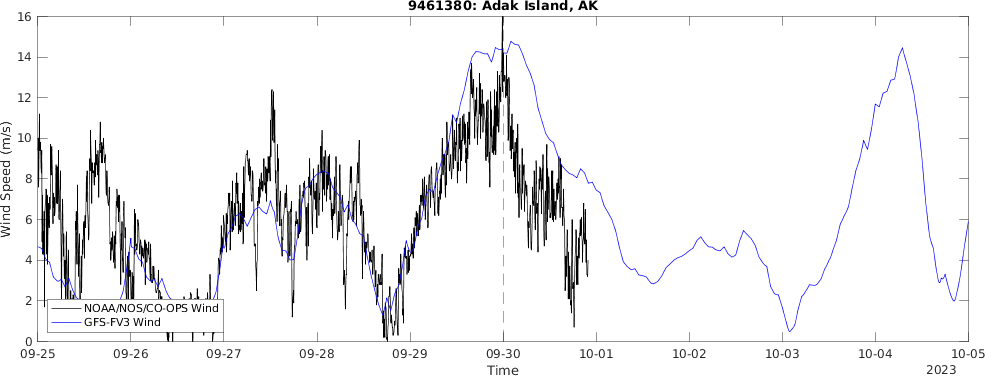 9461380: Adak Island, AK
Wind Speed (m/s)
16
14
12
10
8
6
4
2
0
NOAA/NOS/CO-OPS Wind
GFS-FV3 Wind
09-25 09-26 09-27 09-28 09-29 09-30 10-01 10-02 10-03 10-04 10-05
Time
2023